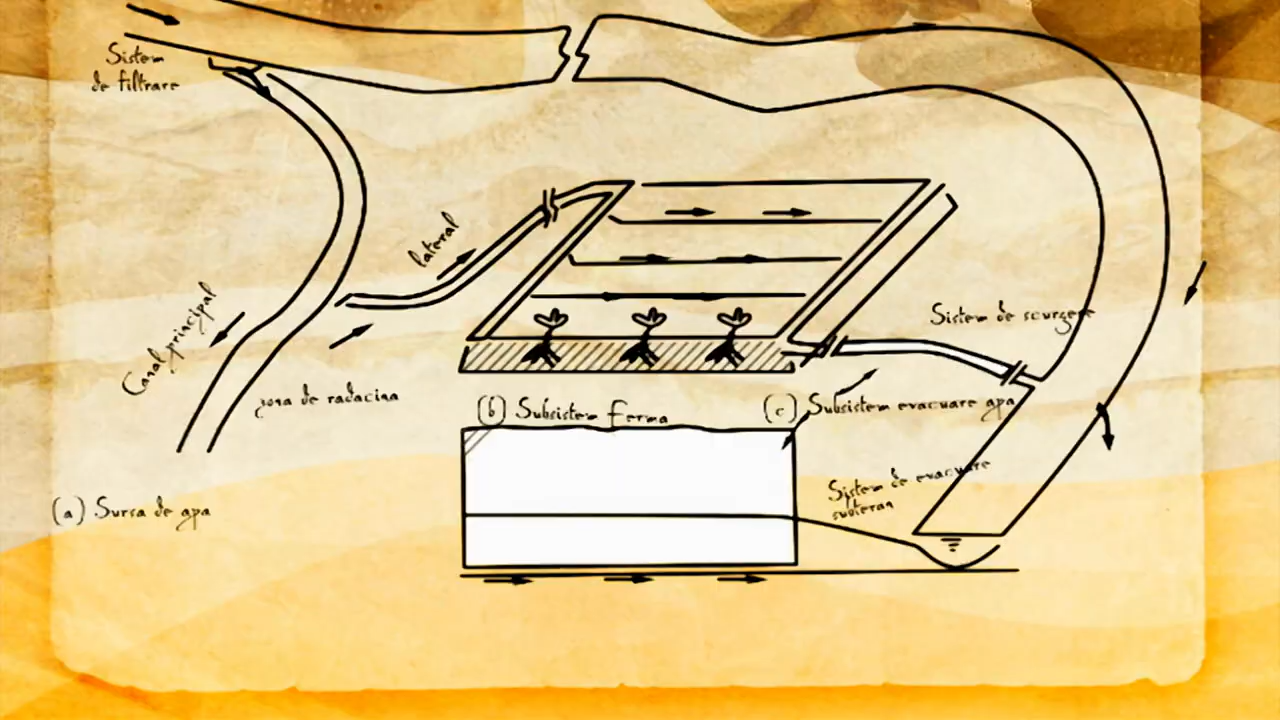 Sistem
de filtrare
lateral
Canal principal
Sistem de scurgere
zona de radacina
(b) Subsistem Ferma
(c) Subsistem evacuare apa
Sistem de evacuare
subteran
(a) Sursa de apa